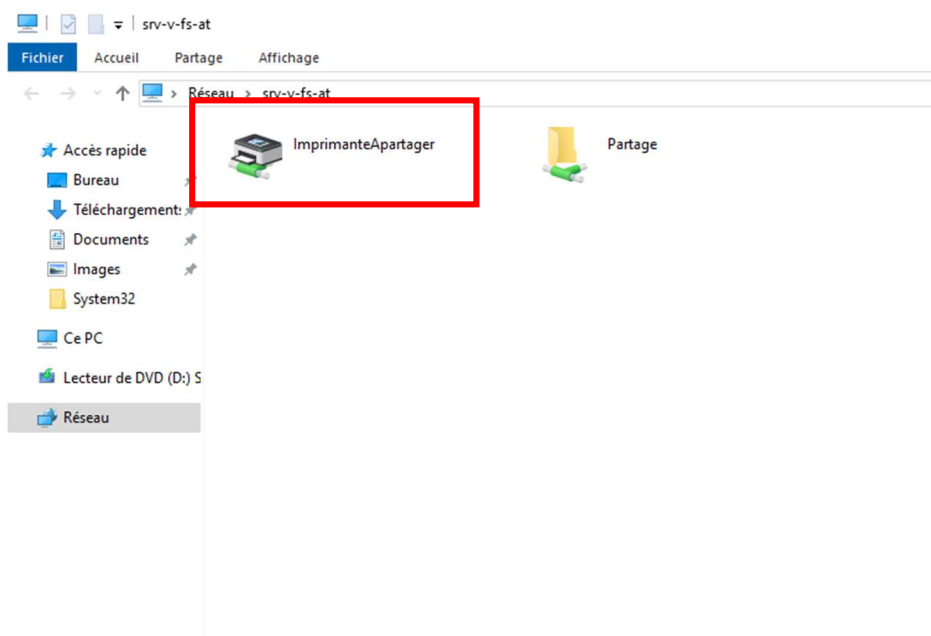 srv-v-fs-at
Fichier Accueil Partage Affichage
Réseau > srv-v-fs-at
Accès rapide
Bureau
Téléchargement
Documents
Images
System32
Ce PC
Lecteur de DVD (D:) S
Réseau
ImprimanteApartager
Partage